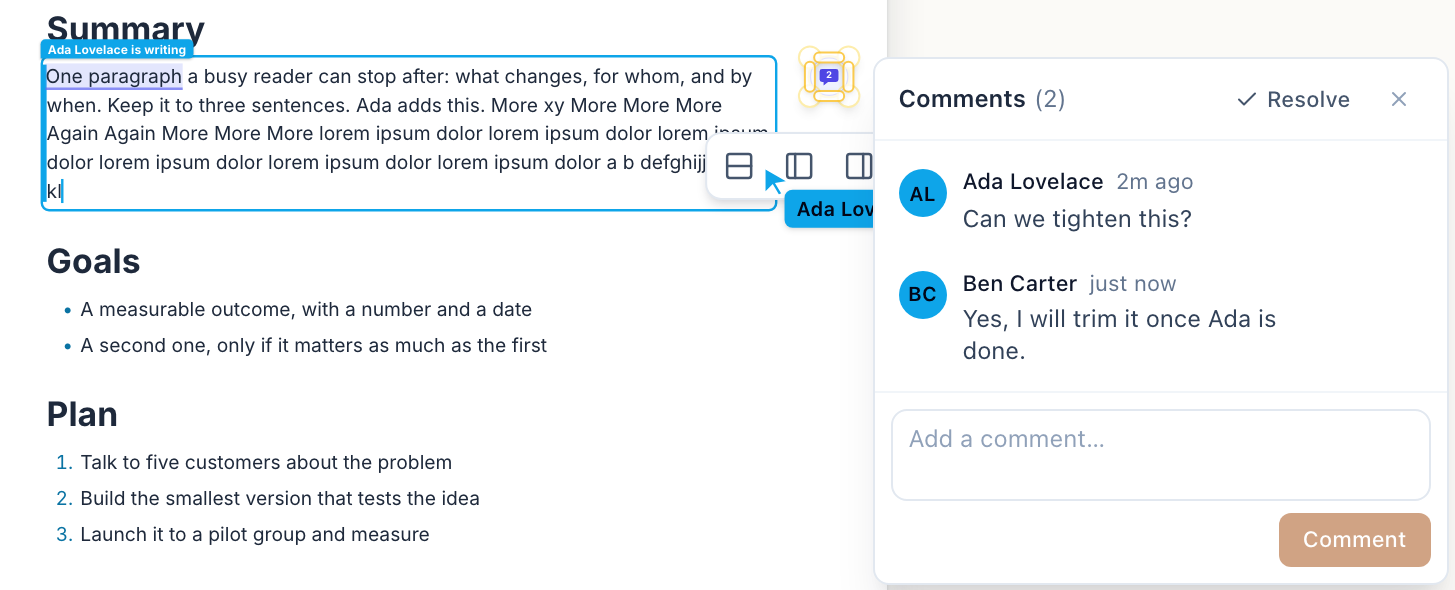 Summary
Ada Lovelace is writing
One paragraph a busy reader can stop after: what changes, for whom, and by
when. Keep it to three sentences. Ada adds this. More xy More More More
Again Again More More More lorem ipsum dolor lorem ipsum dolor lorem ipsum
dolor lorem ipsum dolor lorem ipsum dolor lorem ipsum dolor a b defghijj
kl
2
Ada Lov
Goals
• A measurable outcome, with a number and a date
• A second one, only if it matters as much as the first
Plan
1. Talk to five customers about the problem
2. Build the smallest version that tests the idea
3. Launch it to a pilot group and measure
Comments (2)
Resolve
AL
Ada Lovelace 2m ago
Can we tighten this?
BC
Ben Carter just now
Yes, I will trim it once Ada is
done.
Add a comment...
Comment